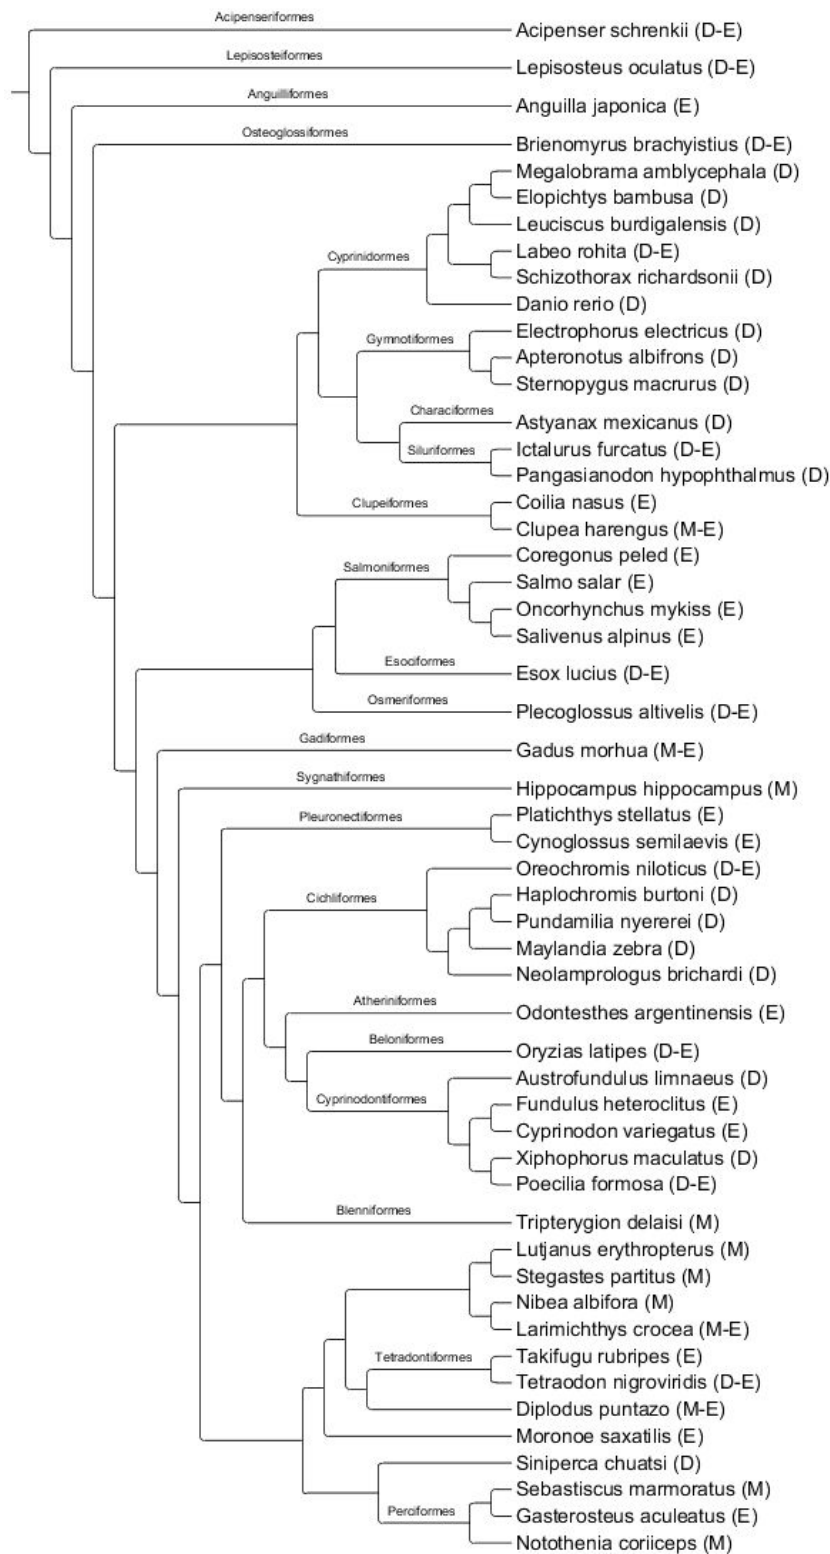 Acipenseriformes
Acipenser schrenkii (D-E)
Lepisosteiformes
Lepisosteus oculatus (D-E)
Anguilliformes
Anguilla japonica (E)
Osteoglossiformes
Brienomyrus brachyistius (D-E)
Megalobrama amblycephala (D)
Elopichtys bambusa (D)
Leuciscus burdigalensis (D)
Labeo rohita (D-E)
Cyprinidormes
Schizothorax richardsonii (D)
Danio rerio (D)
Electrophorus electricus (D)
Gymnotiformes
Apteronotus albifrons (D)
Sternopygus macrurus (D)
Characiformes
Astyanax mexicanus (D)
Siluriformes
Ictalurus furcatus (D-E)
Pangasianodon hypophthalmus (D)
Clupeiformes
Coilia nasus (E)
Clupea harengus (M-E)
Coregonus peled (E)
Salmoniformes
Salmo salar (E)
Oncorhynchus mykiss (E)
Salivenus alpinus (E)
Esociformes
Esox lucius (D-E)
Osmeriformes
Plecoglossus altivelis (D-E)
Gadiformes
Gadus morhua (M-E)
Sygnathiformes
Hippocampus hippocampus (M)
Pleuronectiformes
Platichthys stellatus (E)
Cynoglossus semilaevis (E)
Oreochromis niloticus (D-E)
Cichliformes
Haplochromis burtoni (D)
Pundamilia nyererei (D)
Maylandia zebra (D)
Neolamprologus brichardi (D)
Atheriniformes
Odontesthes argentinensis (E)
Beloniformes
Oryzias latipes (D-E)
Austrofundulus limnaeus (D)
Cyprinodontiformes
Fundulus heteroclitus (E)
Cyprinodon variegatus (E)
Xiphophorus maculatus (D)
Poecilia formosa (D-E)
Blenniformes
Tripterygion delaisi (M)
Lutjanus erythropterus (M)
Stegastes partitus (M)
Nibea albifora (M)
Larimichthys crocea (M-E)
Tetradontiformes
Takifugu rubripes (E)
Tetraodon nigroviridis (D-E)
Diplodus puntazo (M-E)
Moronoe saxatilis (E)
Siniperca chuatsi (D)
Sebastiscus marmoratus (M)
Perciformes
Gasterosteus aculeatus (E)
Notothenia coriiceps (M)